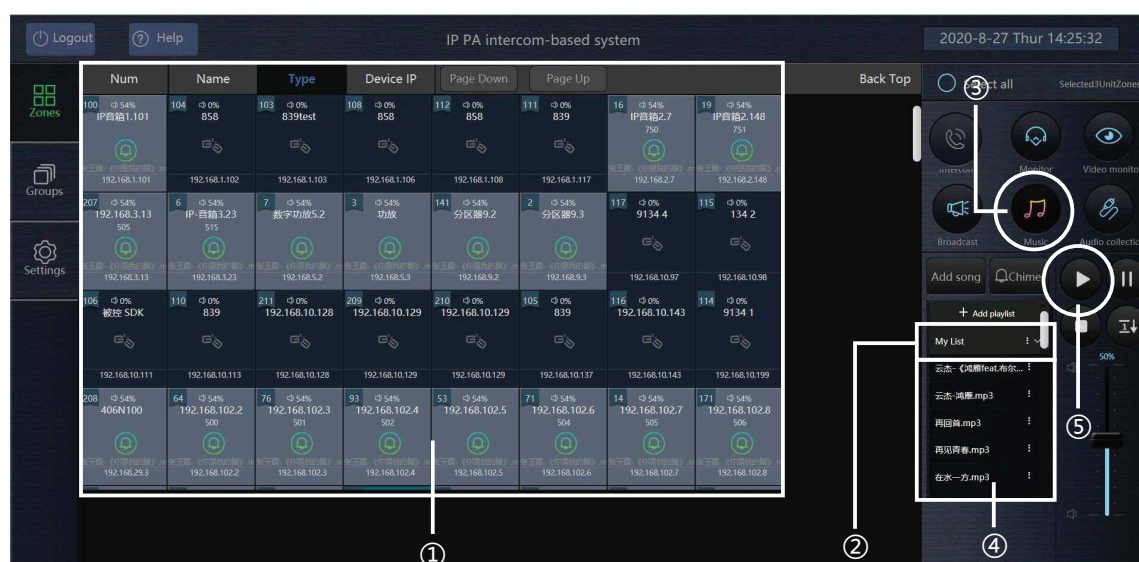 Logout
Help
IP PA intercom-based system
2020-8-27 Thur 14:25:32
Num Name Type Device IP Page Down Page Up Back Top
Select all Selected3UnitZones
③
Zones
Groups
Settings
100 54% 104 0% 103 0% 108 0% 112 0% 111 0% 16 54% 19 54%
IP音箱1.101 858 839test 858 858 839 IP音箱2.7 IP音箱2.148
750 751
192.168.1.101 192.168.1.102 192.168.1.103 192.168.1.106 192.168.1.108 192.168.1.117 192.168.2.7 192.168.2.148
207 54% 6 54% 7 54% 3 54% 141 54% 2 54% 117 0% 115 0%
192.168.3.13 IP-音箱3.23 数字功放5.2 功放 分区器9.2 分区器9.3 9134 4 134 2
505 515
192.168.3.13 192.168.3.23 192.168.5.2 192.168.5.3 192.168.9.2 192.168.9.3 192.168.10.97 192.168.10.98
106 0% 110 0% 211 0% 209 0% 210 0% 105 0% 116 0% 114 0%
被控 SDK 839 192.168.10.128 192.168.10.129 192.168.10.129 839 192.168.10.143 9134 1
192.168.10.111 192.168.10.113 192.168.10.128 192.168.10.129 192.168.10.129 192.168.10.137 192.168.10.143 192.168.10.199
208 54% 64 54% 76 54% 93 54% 53 54% 71 54% 14 54% 171 54%
406N100 192.168.102.2 192.168.102.3 192.168.102.4 192.168.102.5 192.168.102.6 192.168.102.7 192.168.102.8
500 501 502 504 505 506
192.168.29.3 192.168.102.2 192.168.102.3 192.168.102.4 192.168.102.5 192.168.102.6 192.168.102.7 192.168.102.8
Intercom Monitor Video monito
Broadcast Music Audio collectio
Add song Chime
+ Add playlist
My List
50%
云杰-《鸿雁feat.布尔...
云杰-鸿雁.mp3
再回首.mp3
再见青春.mp3
在水一方.mp3
⑤
①
②
④